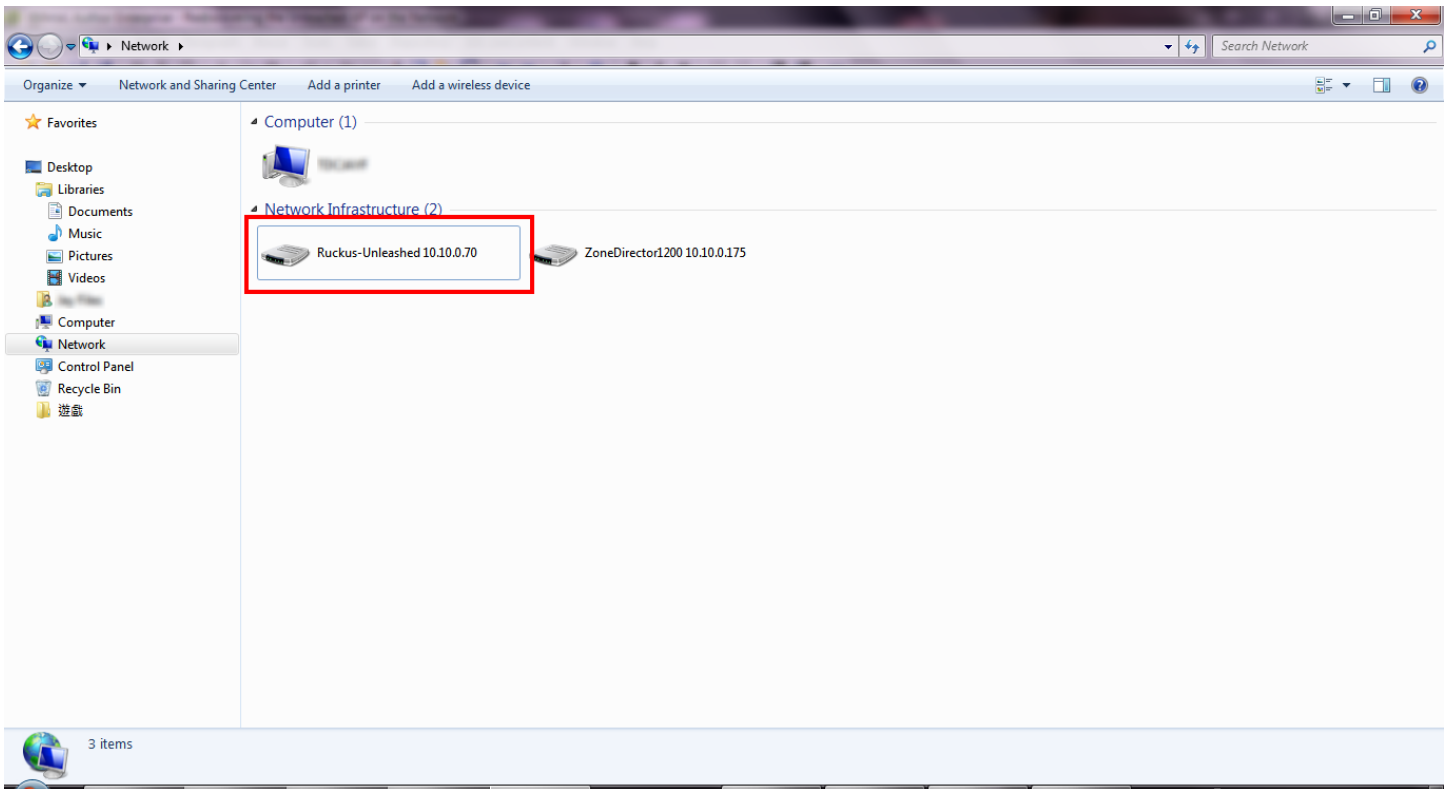 Network
Search Network
Organize
Network and Sharing Center
Add a printer
Add a wireless device
Favorites
Desktop
Libraries
Documents
Music
Pictures
Videos
Computer
Network
Control Panel
Recycle Bin
遊戲
Computer (1)
Network Infrastructure (2)
Ruckus-Unleashed 10.10.0.70
ZoneDirector1200 10.10.0.175
3 items